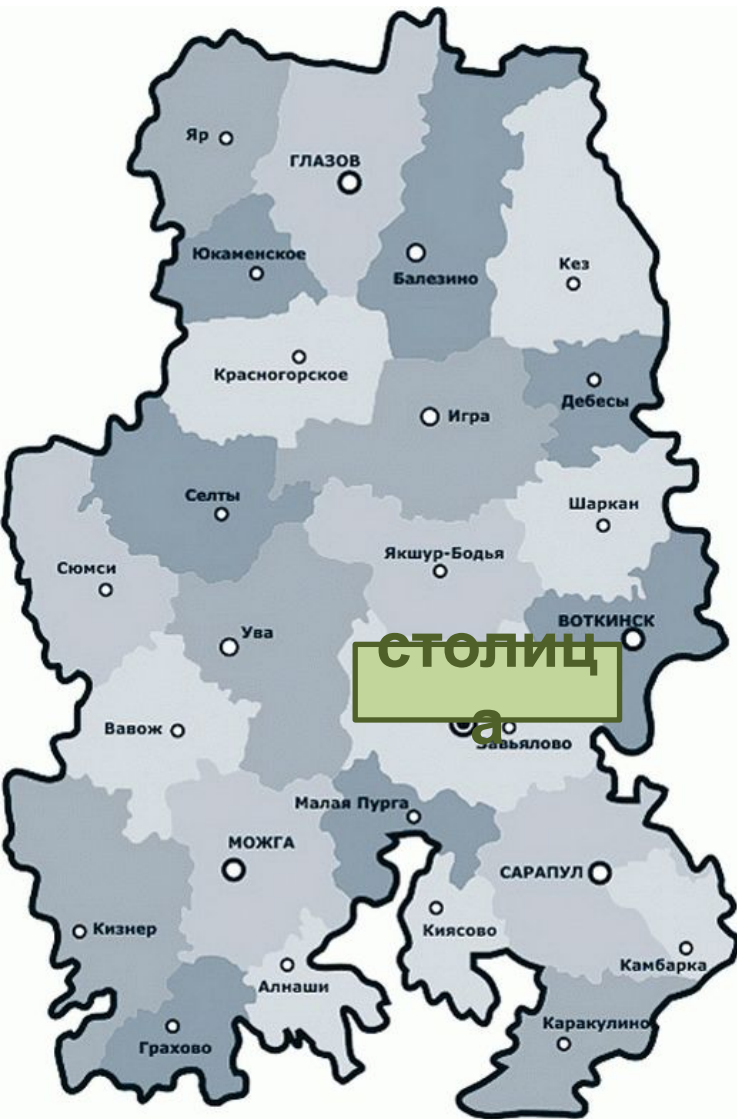 Яр
ГЛАЗОВ
Юкаменское
Балезино
Кез
Красногорское
Игра
Дебесы
Селты
Шаркан
Якшур-Бодья
Сюмси
Ува
ВОТКИНСК
столиц
а
Вавож
Завьялово
Малая Пурга
МОЖГА
САРАПУЛ
Кизнер
Киясово
Камбарка
Алнаши
Каракулино
Грахово